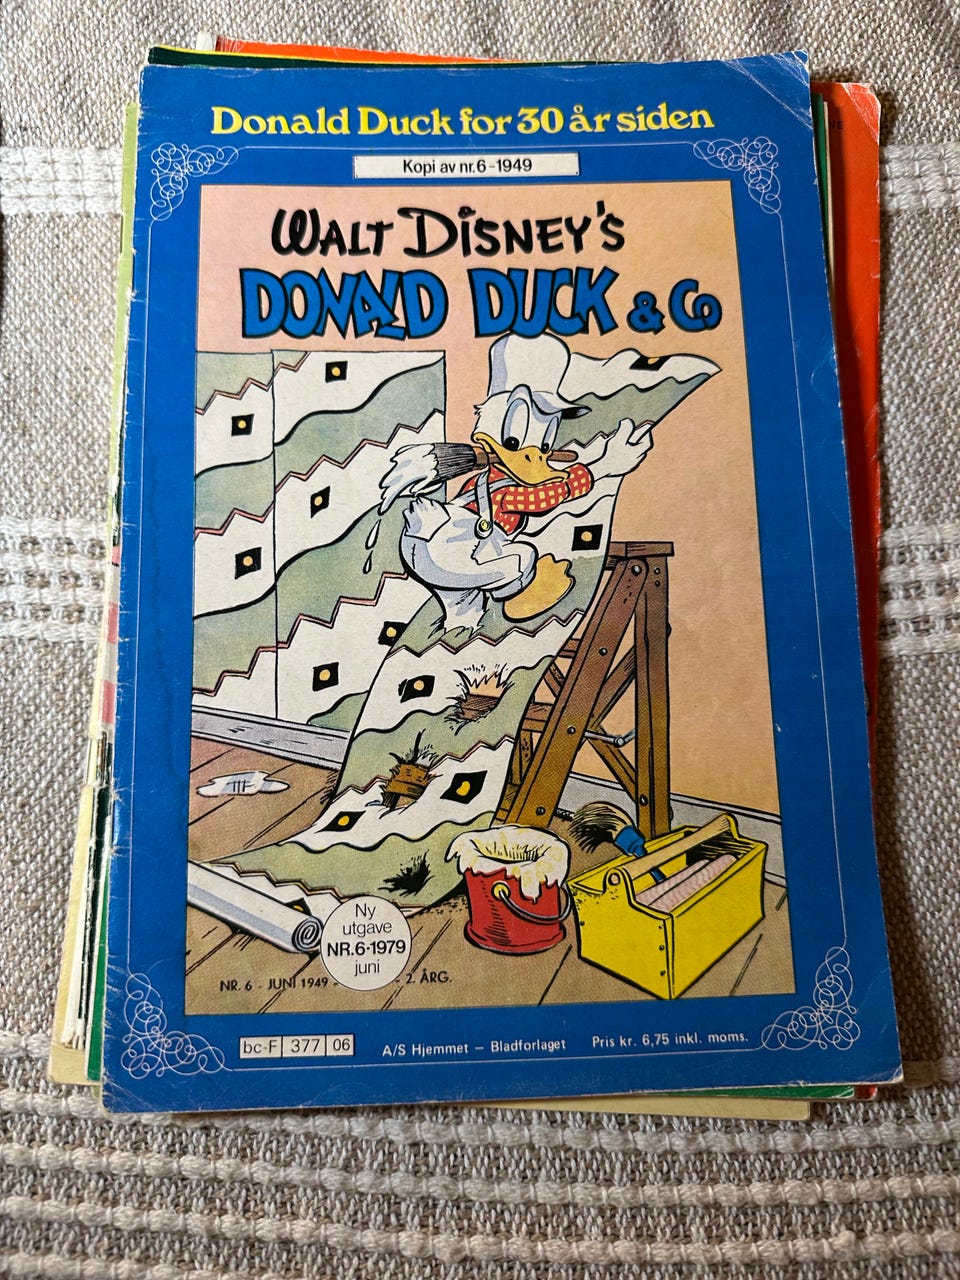 Donald Duck for 30 år siden
Kopi av nr. 6 - 1949
WALT DISNEY'S
DONALD DUCK & Co
Ny
utgave
NR. 6-1979
juni
NR. 6 - JUNI 1949 - - 2. ÅRG.
bc-F 377 06
A/S Hjemmet – Bladforlaget
Pris kr. 6,75 inkl. moms.